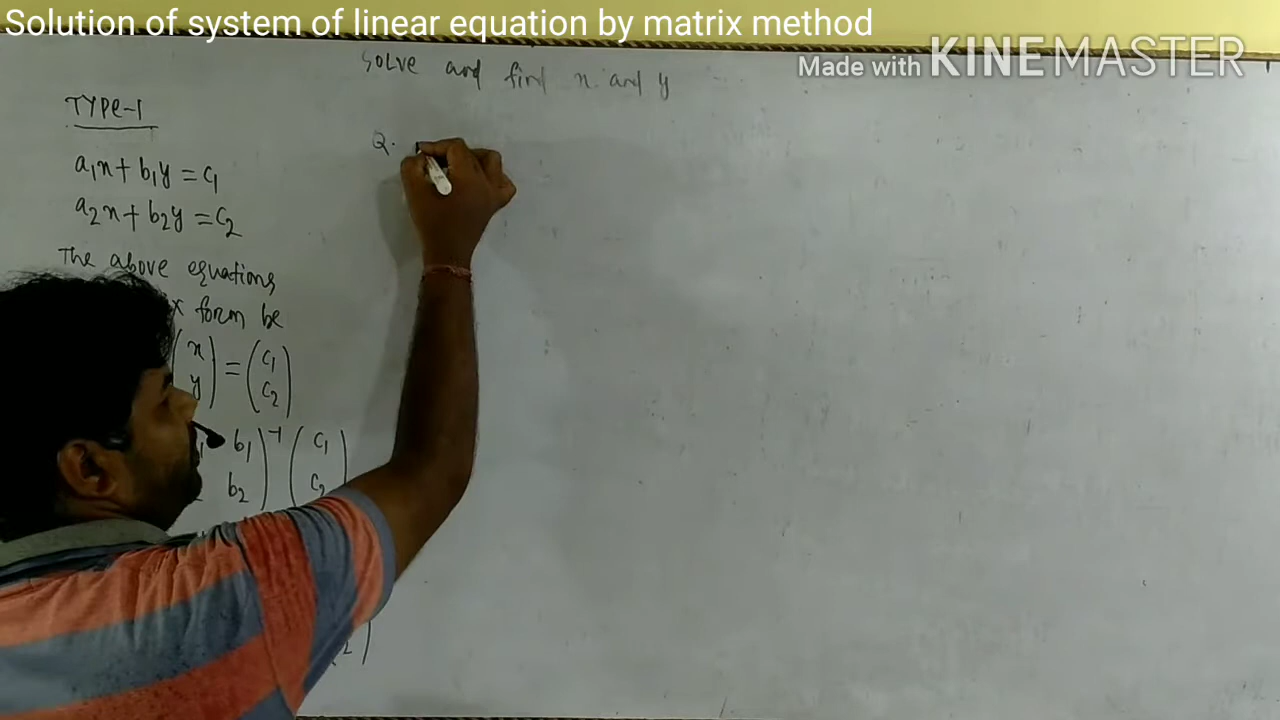 Solution of system of linear equation by matrix method
Made with KINEMASTER
Solve and find x and y
TYPE-1
a₁x + b₁y = c₁
a₂x + b₂y = c₂
The above equations
x form be
(x y) = (c₁ c₂)
b₁ b₂)⁻¹ (c₁ c₂
2)
Q.